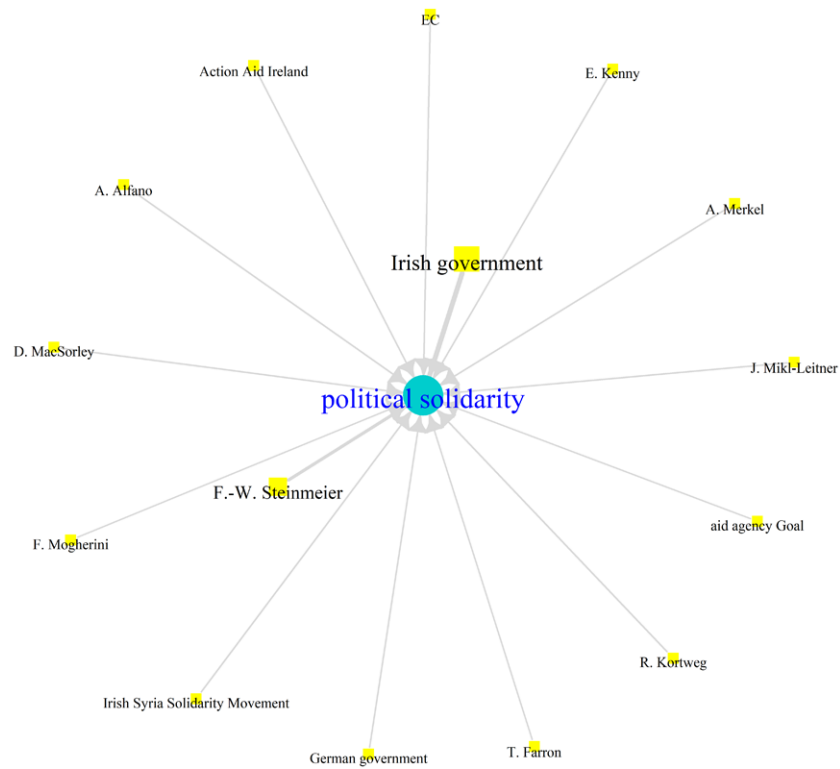 EC
Action Aid Ireland
E. Kenny
A. Alfano
A. Merkel
Irish government
D. MacSorley
J. Mikl-Leitner
political solidarity
F.-W. Steinmeier
aid agency Goal
F. Mogherini
R. Kortweg
Irish Syria Solidarity Movement
T. Farron
German government